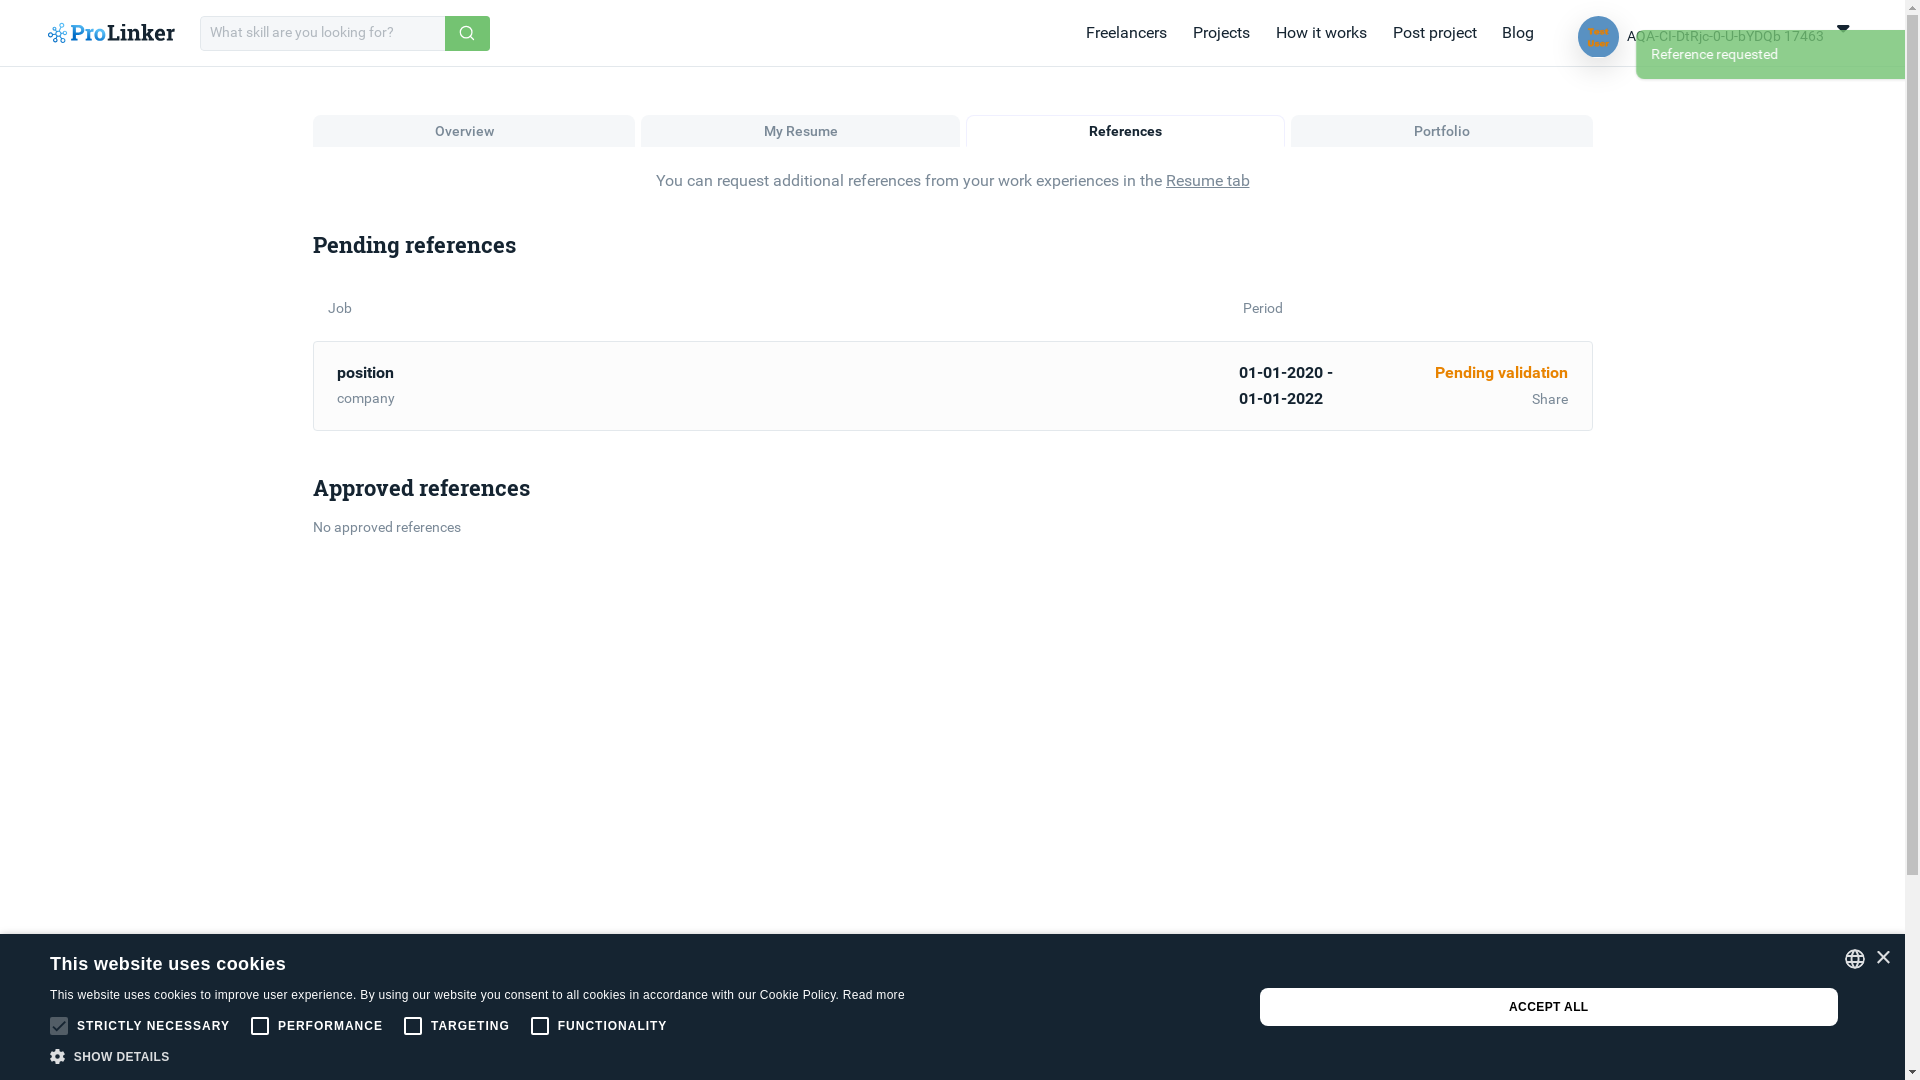 ProLinker
What skill are you looking for?
Freelancers
Projects
How it works
Post project
Blog
Test User
AQA-CI-DtRjc-0-U-bYDQb 17463
Reference requested
Overview
My Resume
References
Portfolio
You can request additional references from your work experiences in the Resume tab
Pending references
Job
Period
position
company
01-01-2020 -
01-01-2022
Pending validation
Share
Approved references
No approved references
This website uses cookies
This website uses cookies to improve user experience. By using our website you consent to all cookies in accordance with our Cookie Policy. Read more
STRICTLY NECESSARY
PERFORMANCE
TARGETING
FUNCTIONALITY
SHOW DETAILS
ACCEPT ALL